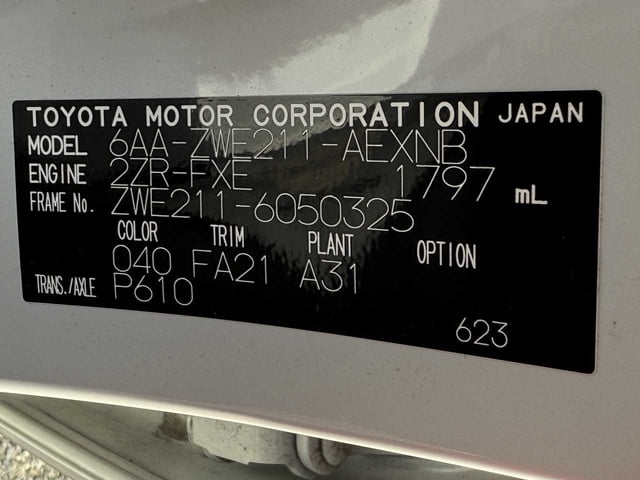 TOYOTA MOTOR CORPORATION JAPAN
MODEL 6AA-ZWE211-AEXNB
ENGINE 2ZR-FXE 1797 mL
FRAME No. ZWE211-6050325
COLOR TRIM PLANT OPTION
040 FA21 A31
TRANS./AXLE P610
623